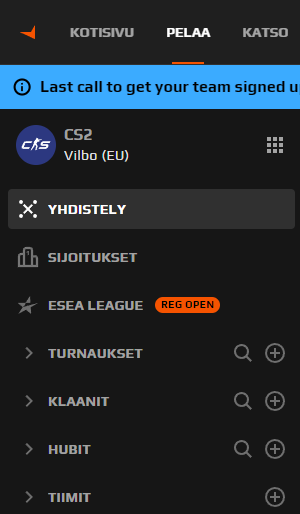 KOTISIVU PELAA KATSO
Last call to get your team signed u
CS2
CS2
Vilbo (EU)
YHDISTELY
SIJOITUKSET
ESEA LEAGUE REG OPEN
TURNAUKSET
KLAANIT
HUBIT
TIIMIT